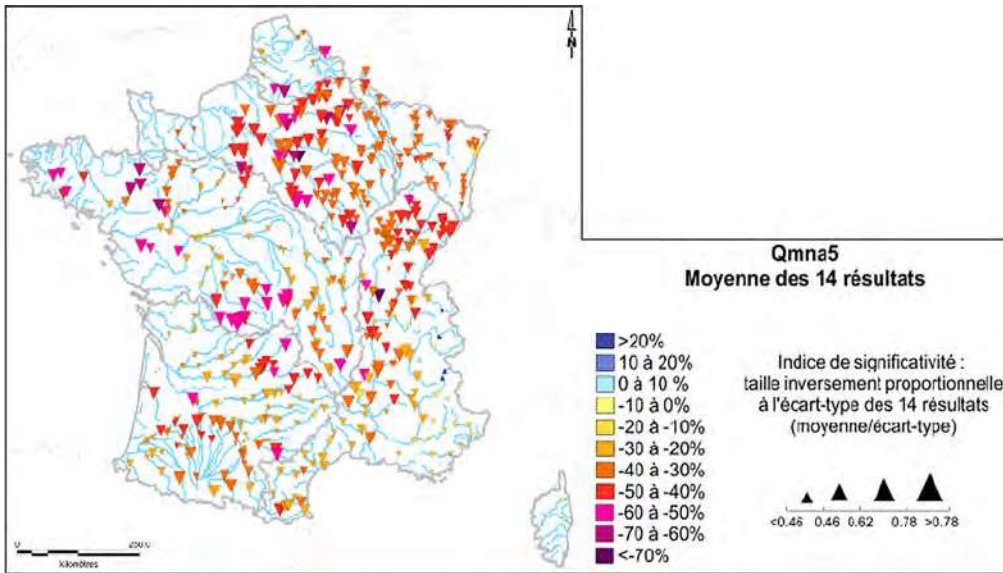 N
Qmna5
Moyenne des 14 résultats
>20%
10 à 20%
0 à 10 %
-10 à 0%
-20 à -10%
-30 à -20%
-40 à -30%
-50 à -40%
-60 à -50%
-70 à -60%
<-70%
Indice de significativité :
taille inversement proportionnelle
à l'écart-type des 14 résultats
(moyenne/écart-type)
<0.46 0.46 0.62 0.78 >0.78
0
kilomètres